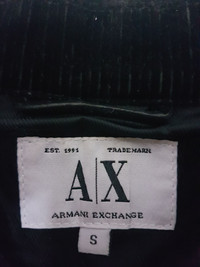 EST. 1991 TRADEMARK
A|X
ARMANI EXCHANGE
S